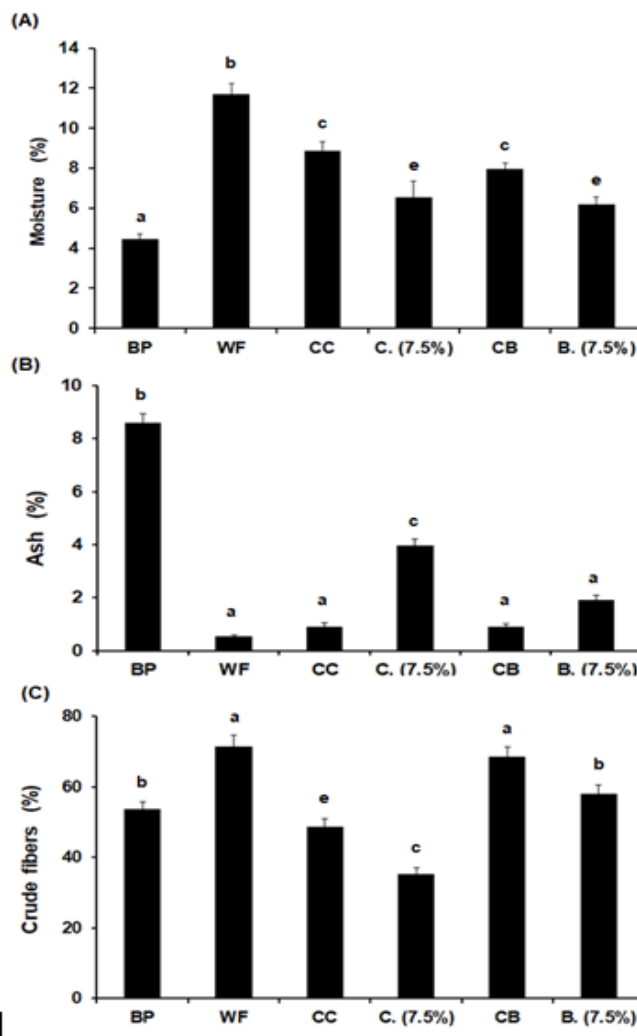 (A)
Moisture (%)
14
12
10
8
6
4
2
0
a
b
c
e
c
e
BP WF CC C. (7.5%) CB B. (7.5%)
(B)
Ash (%)
10
8
6
4
2
0
b
a
a
c
a
a
BP WF CC C. (7.5%) CB B. (7.5%)
(C)
Crude fibers (%)
80
60
40
20
0
b
a
e
c
a
b
BP WF CC C. (7.5%) CB B. (7.5%)